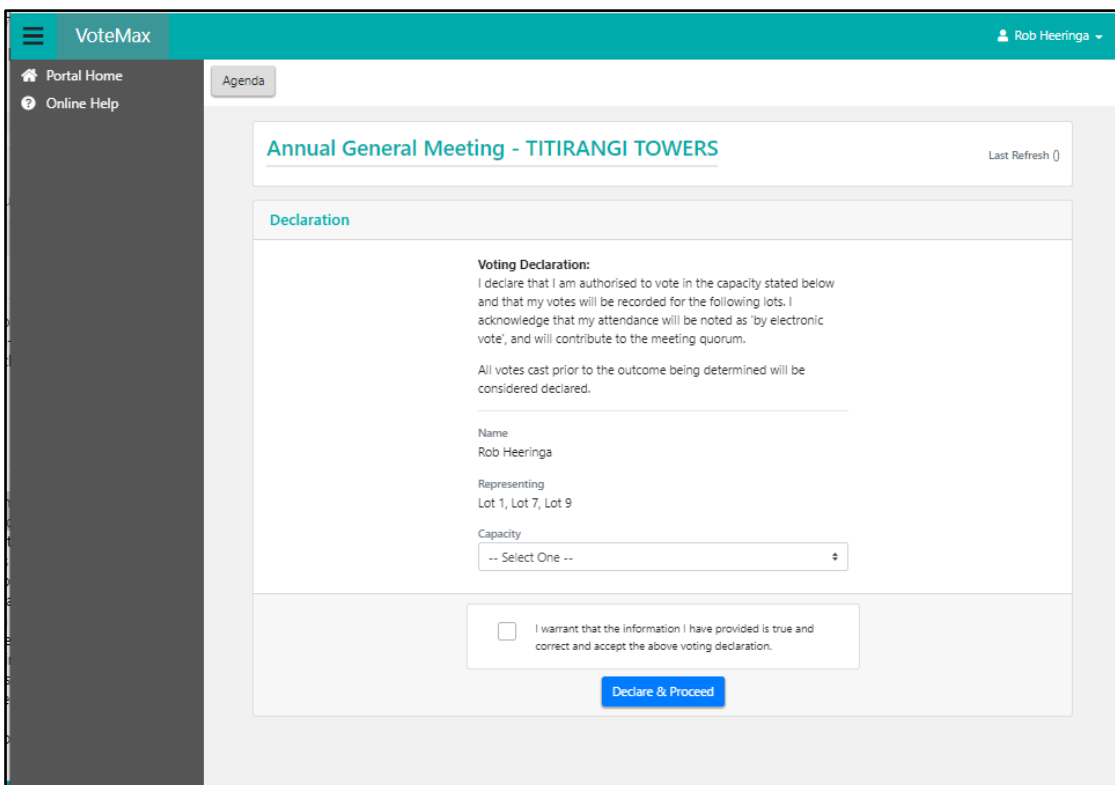 VoteMax
Rob Heeringa
Portal Home
Online Help
Agenda
Annual General Meeting - TITIRANGI TOWERS
Last Refresh ()
Declaration
Voting Declaration:
I declare that I am authorised to vote in the capacity stated below
and that my votes will be recorded for the following lots. I
acknowledge that my attendance will be noted as 'by electronic
vote', and will contribute to the meeting quorum.
All votes cast prior to the outcome being determined will be
considered declared.
Name
Rob Heeringa
Representing
Lot 1, Lot 7, Lot 9
Capacity
-- Select One --
I warrant that the information I have provided is true and
correct and accept the above voting declaration.
Declare & Proceed